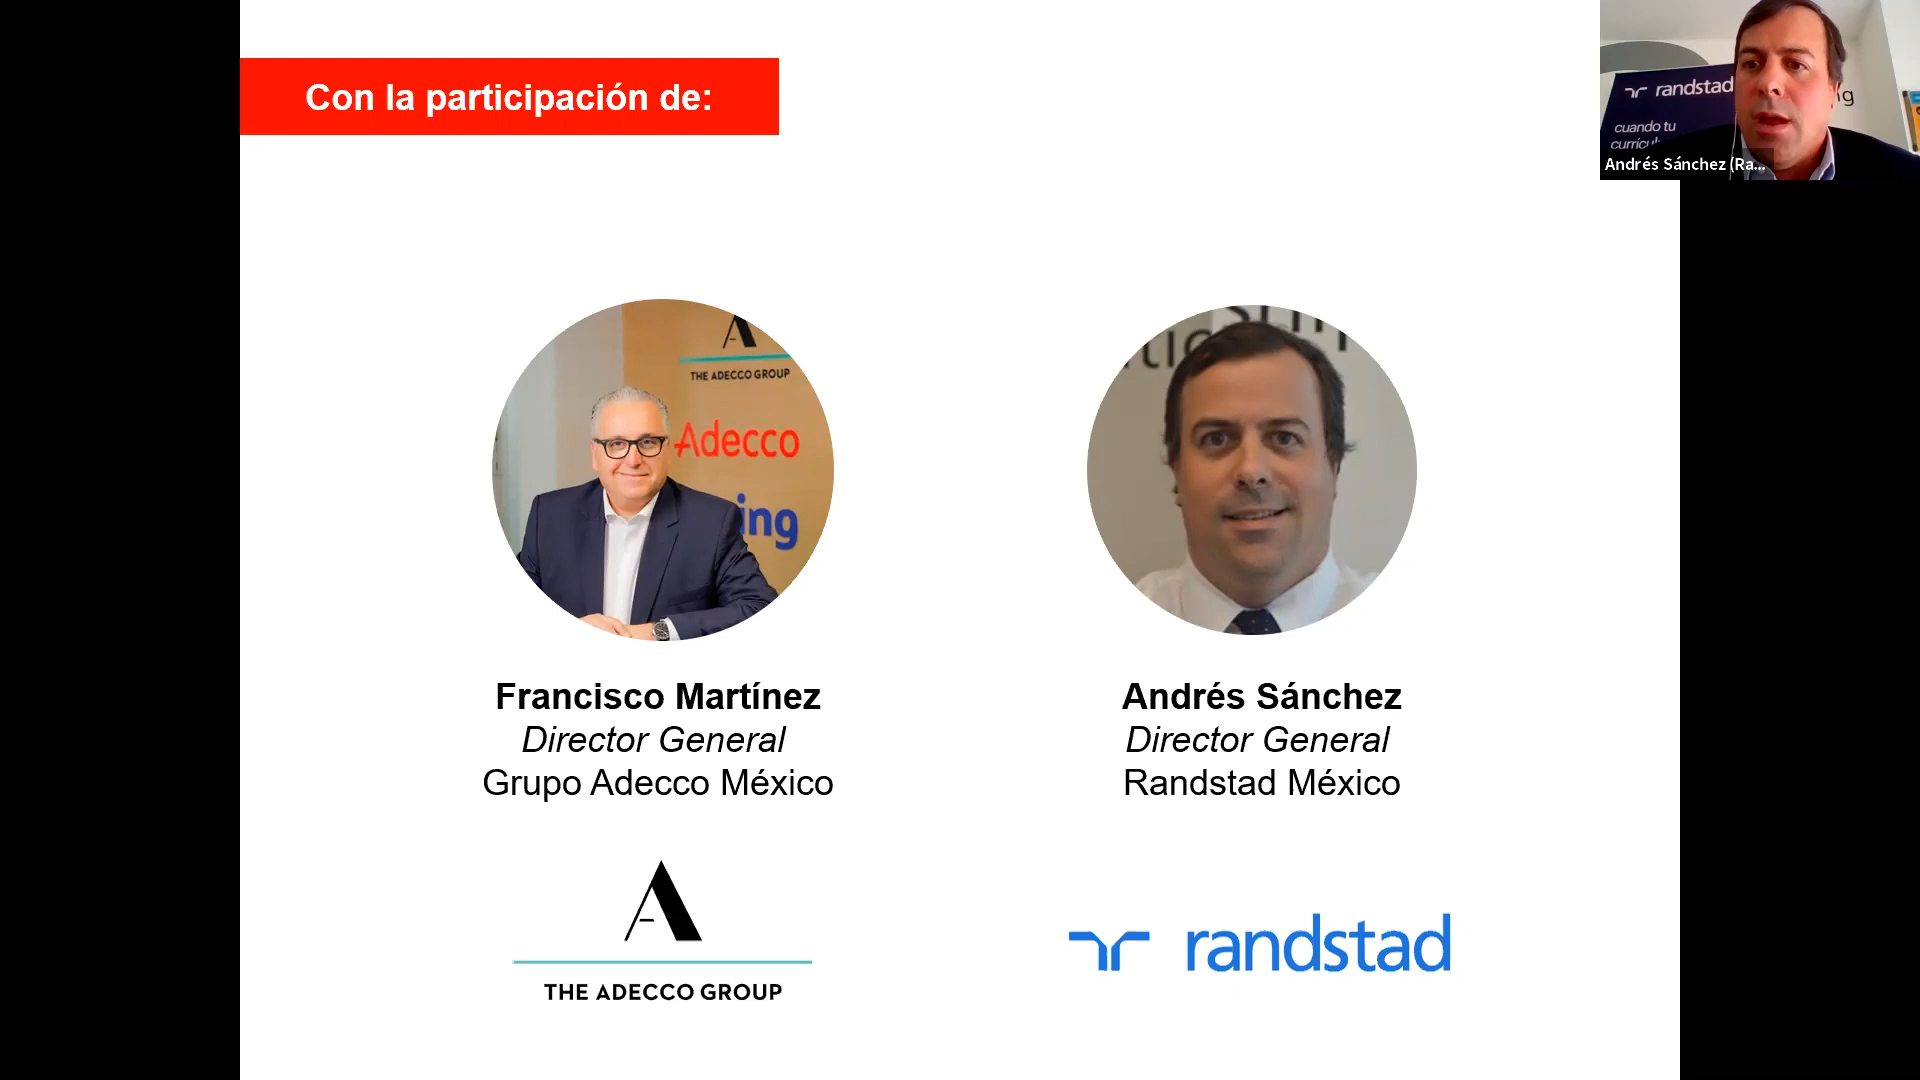 Con la participación de:
randstad
cuando tu
Andrés Sánchez (Ra...
THE ADECCO GROUP
Adecco
ing
Francisco Martínez
Director General
Grupo Adecco México
Andrés Sánchez
Director General
Randstad México
A
THE ADECCO GROUP
randstad